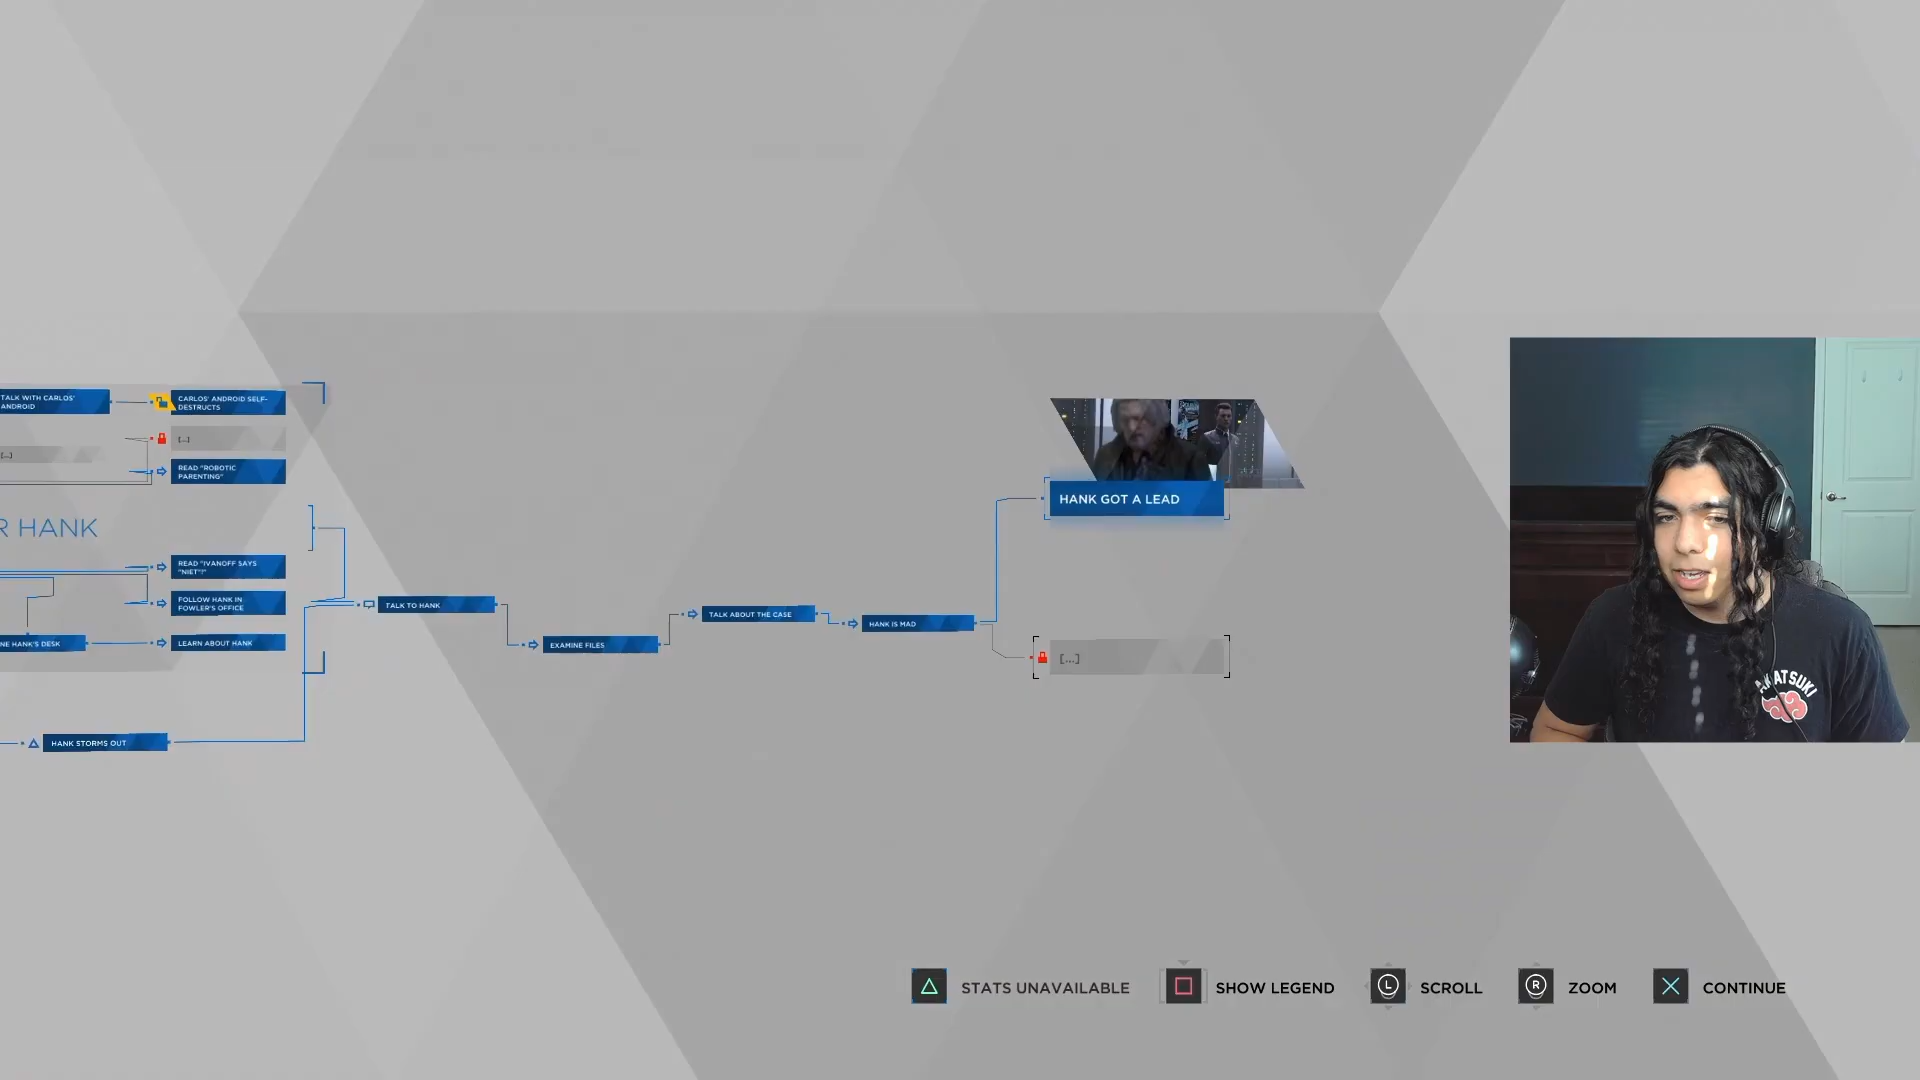 TALK WITH CARLOS'
ANDROID
CARLOS' ANDROID SELF-
DESTRUCTS
[...]
[...]
READ "ROBOTIC
PARENTING"
R HANK
READ "IVANOFF SAYS
"NIET"!"
FOLLOW HANK IN
FOWLER'S OFFICE
NE HANK'S DESK
LEARN ABOUT HANK
HANK STORMS OUT
TALK TO HANK
EXAMINE FILES
TALK ABOUT THE CASE
HANK IS MAD
HANK GOT A LEAD
[...]
AKATSUKI
STATS UNAVAILABLE
SHOW LEGEND
L
SCROLL
R
ZOOM
CONTINUE